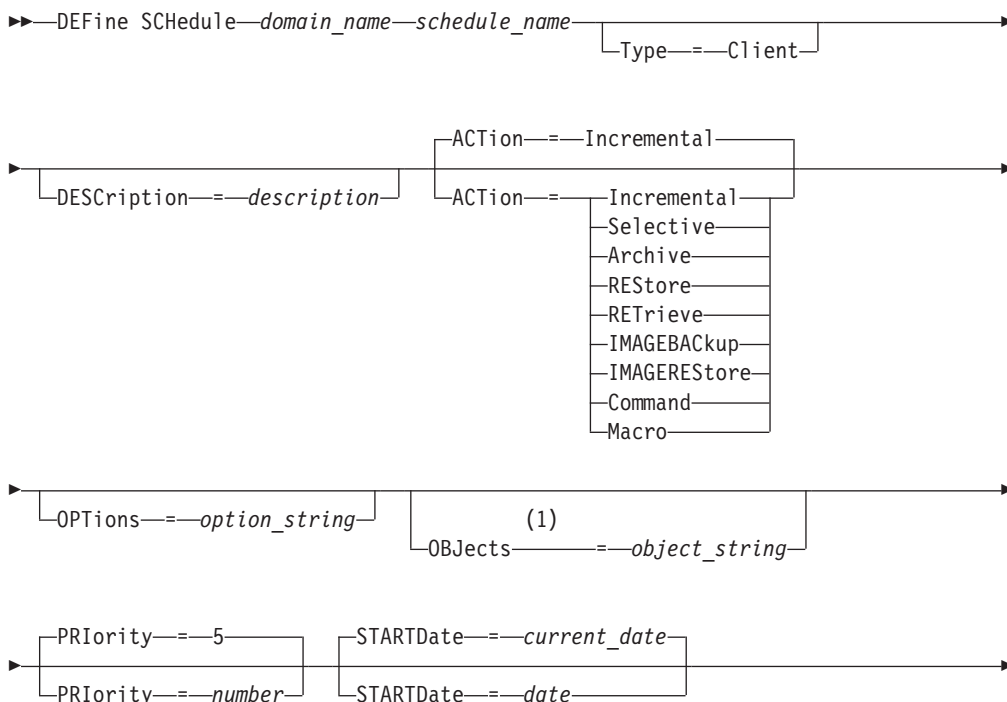 DEFine SCHedule domain_name schedule_name
Type = Client
ACTion = Incremental
DESCription = description
ACTion = Incremental
Selective
Archive
REStore
RETrieve
IMAGEBACkup
IMAGEREStore
Command
Macro
OPTions = option_string
(1)
OBJects = object_string
PRIority = 5
STARTDate = current_date
PRIority = number
STARTDate = date